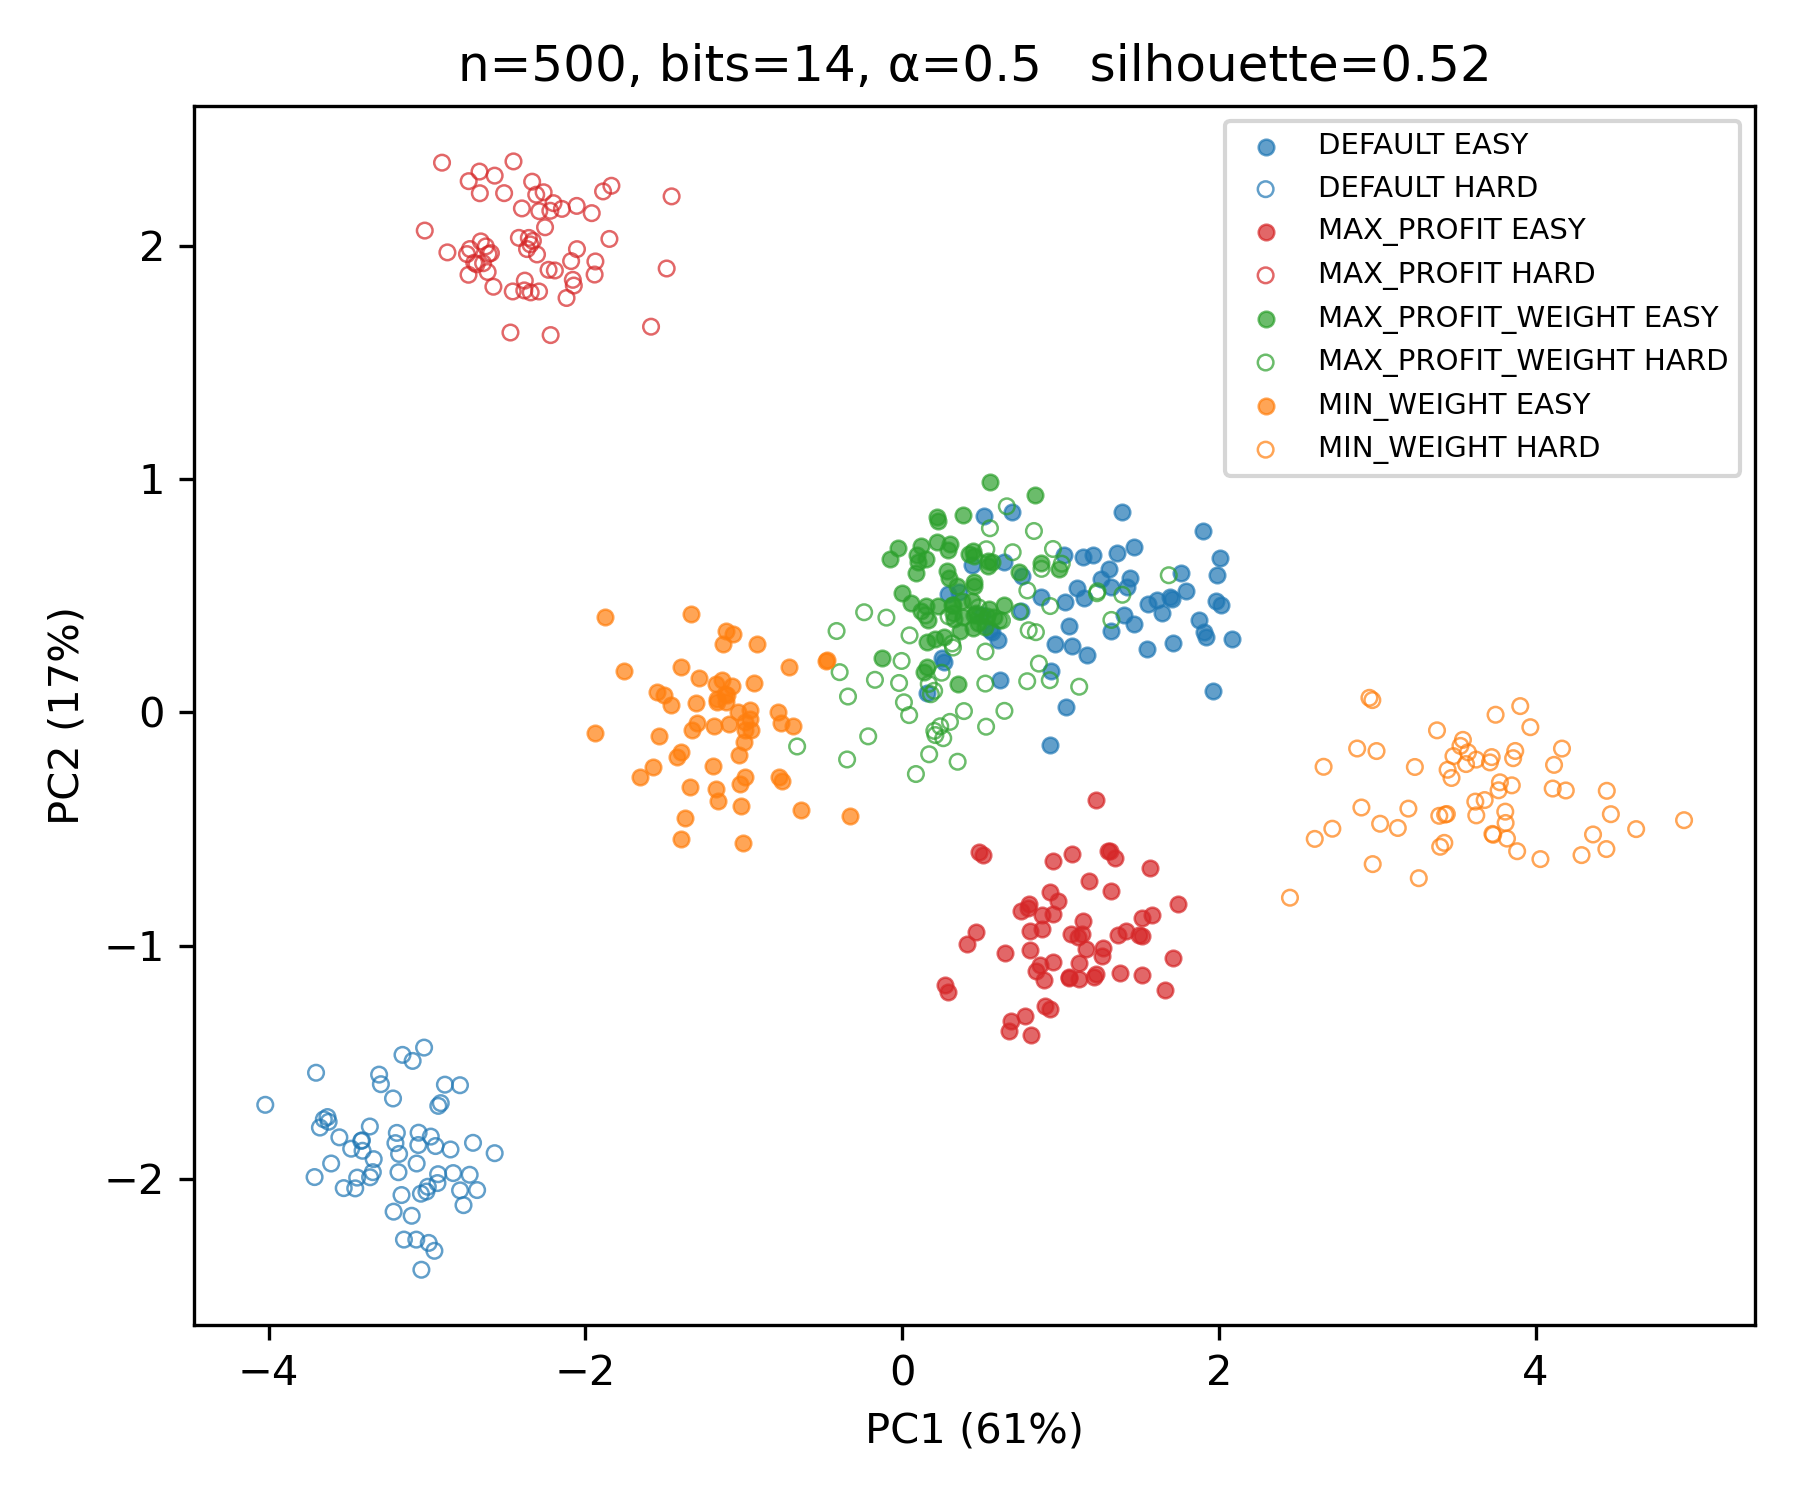 n=500, bits=14, α=0.5   silhouette=0.52
DEFAULT EASY
DEFAULT HARD
MAX_PROFIT EASY
MAX_PROFIT HARD
MAX_PROFIT_WEIGHT EASY
MAX_PROFIT_WEIGHT HARD
MIN_WEIGHT EASY
MIN_WEIGHT HARD
2
1
0
−1
−2
PC2 (17%)
−4
−2
0
2
4
PC1 (61%)